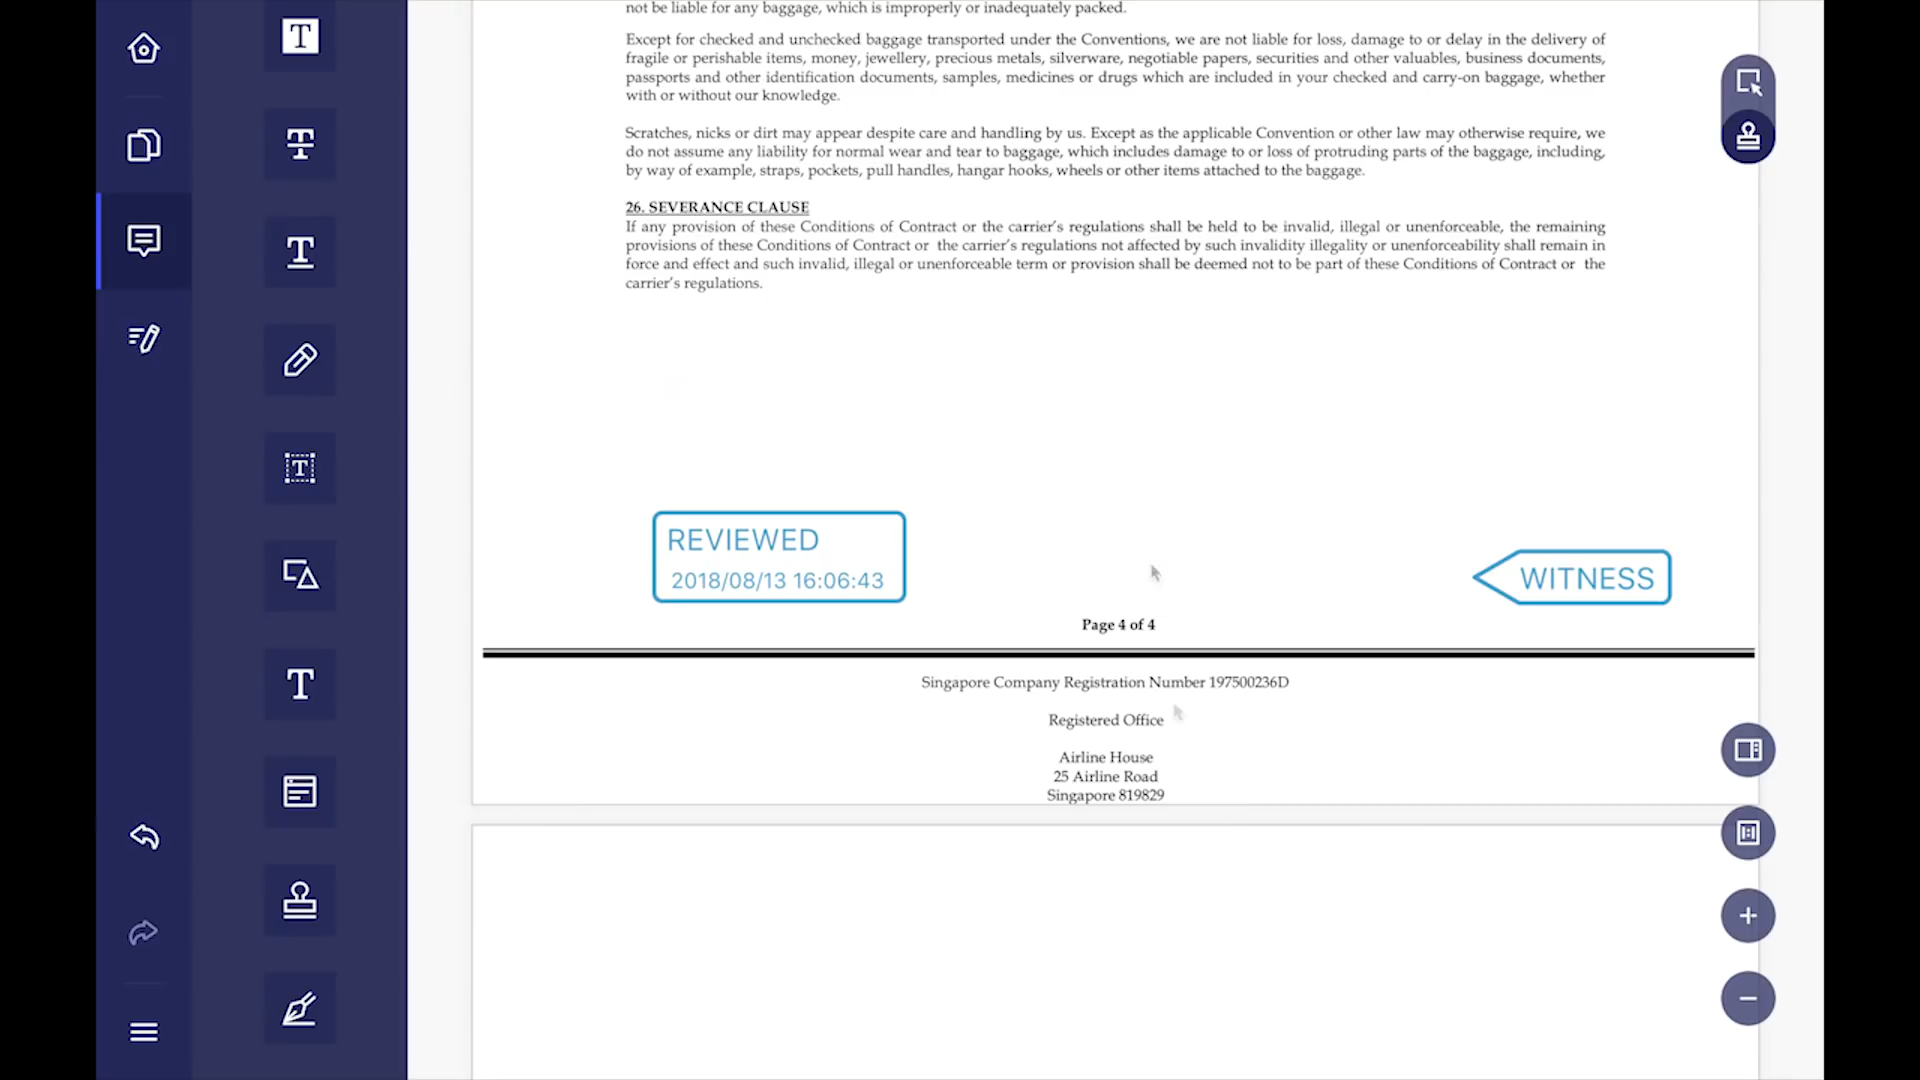 not be liable for any baggage, which is improperly or inadequately packed.
Except for checked and unchecked baggage transported under the Conventions, we are not liable for loss, damage to or delay in the delivery of
fragile or perishable items, money, jewellery, precious metals, silverware, negotiable papers, securities and other valuables, business documents,
passports and other identification documents, samples, medicines or drugs which are included in your checked and carry-on baggage, whether
with or without our knowledge.
Scratches, nicks or dirt may appear despite care and handling by us. Except as the applicable Convention or other law may otherwise require, we
do not assume any liability for normal wear and tear to baggage, which includes damage to or loss of protruding parts of the baggage, including,
by way of example, straps, pockets, pull handles, hangar hooks, wheels or other items attached to the baggage.
26. SEVERANCE CLAUSE
If any provision of these Conditions of Contract or the carrier's regulations shall be held to be invalid, illegal or unenforceable, the remaining
provisions of these Conditions of Contract or the carrier's regulations not affected by such invalidity illegality or unenforceability shall remain in
force and effect and such invalid, illegal or unenforceable term or provision shall be deemed not to be part of these Conditions of Contract or the
carrier's regulations.
REVIEWED
2018/08/13 16:06:43
WITNESS
Page 4 of 4
Singapore Company Registration Number 197500236D
Registered Office
Airline House
25 Airline Road
Singapore 819829